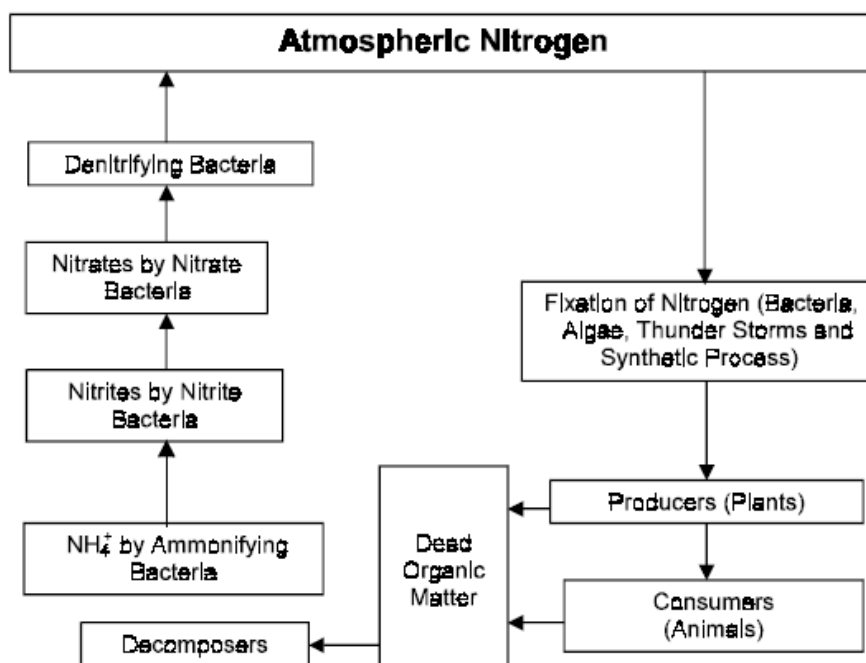 Atmospheric Nitrogen
Denitrifying Bacteria
Nitrates by Nitrate
Bacteria
Nitrites by Nitrite
Bacteria
NH₄⁺ by Ammonifying
Bacteria
Decomposers
Dead
Organic
Matter
Fixation of Nitrogen (Bacteria,
Algae, Thunder Storms and
Synthetic Process)
Producers (Plants)
Consumers
(Animals)